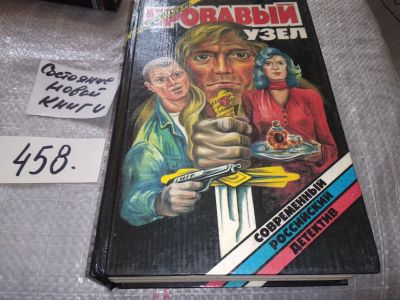 КРОВАВЫЙ
УЗЕЛ
Состояние
новой
книги
458.
СОВРЕМЕННЫЙ
РОССИЙСКИЙ
ДЕТЕКТИВ